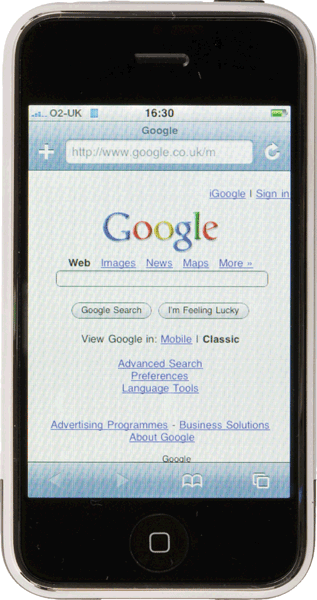 O2-UK 16:30
Google
http://www.google.co.uk/m
iGoogle | Sign in
Google
Web Images News Maps More »
Google Search I'm Feeling Lucky
View Google in: Mobile | Classic
Advanced Search
Preferences
Language Tools
Advertising Programmes - Business Solutions
About Google
Google